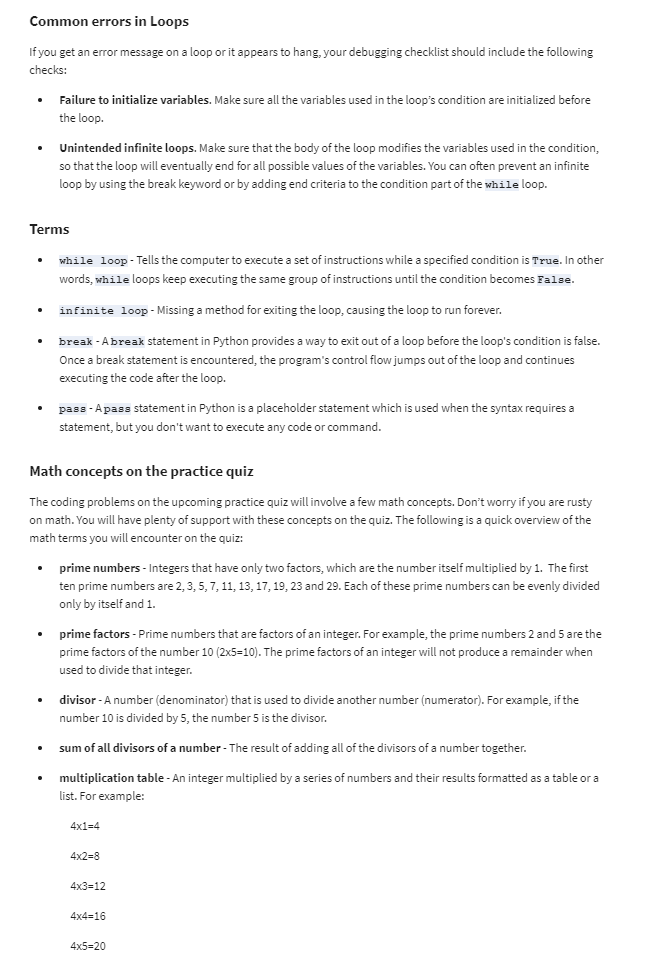 Common errors in Loops
If you get an error message on a loop or it appears to hang, your debugging checklist should include the following
checks:
• Failure to initialize variables. Make sure all the variables used in the loop's condition are initialized before
the loop.
• Unintended infinite loops. Make sure that the body of the loop modifies the variables used in the condition,
so that the loop will eventually end for all possible values of the variables. You can often prevent an infinite
loop by using the break keyword or by adding end criteria to the condition part of the while loop.
Terms
• while loop - Tells the computer to execute a set of instructions while a specified condition is True. In other
words, while loops keep executing the same group of instructions until the condition becomes False.
• infinite loop - Missing a method for exiting the loop, causing the loop to run forever.
• break - A break statement in Python provides a way to exit out of a loop before the loop's condition is false.
Once a break statement is encountered, the program's control flow jumps out of the loop and continues
executing the code after the loop.
• pass - A pass statement in Python is a placeholder statement which is used when the syntax requires a
statement, but you don't want to execute any code or command.
Math concepts on the practice quiz
The coding problems on the upcoming practice quiz will involve a few math concepts. Don't worry if you are rusty
on math. You will have plenty of support with these concepts on the quiz. The following is a quick overview of the
math terms you will encounter on the quiz:
• prime numbers - Integers that have only two factors, which are the number itself multiplied by 1. The first
ten prime numbers are 2, 3, 5, 7, 11, 13, 17, 19, 23 and 29. Each of these prime numbers can be evenly divided
only by itself and 1.
• prime factors - Prime numbers that are factors of an integer. For example, the prime numbers 2 and 5 are the
prime factors of the number 10 (2x5=10). The prime factors of an integer will not produce a remainder when
used to divide that integer.
• divisor - A number (denominator) that is used to divide another number (numerator). For example, if the
number 10 is divided by 5, the number 5 is the divisor.
• sum of all divisors of a number - The result of adding all of the divisors of a number together.
• multiplication table - An integer multiplied by a series of numbers and their results formatted as a table or a
list. For example:
4x1=4
4x2=8
4x3=12
4x4=16
4x5=20